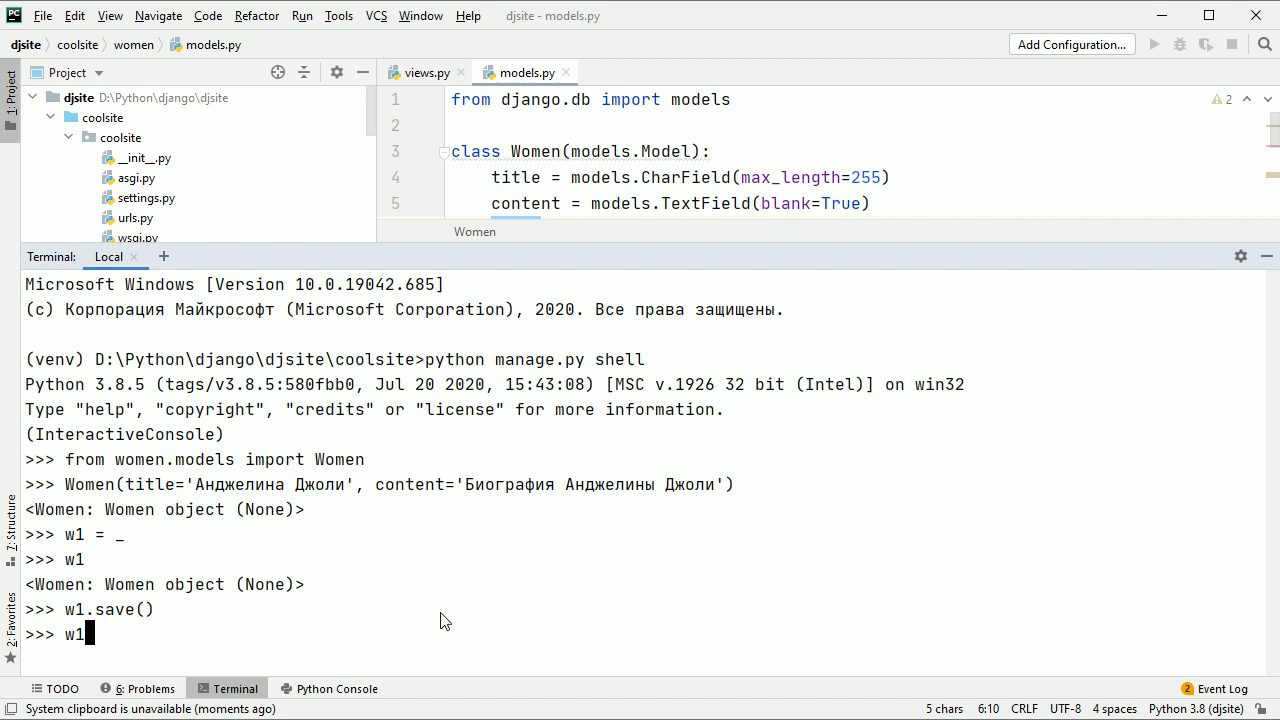 File Edit View Navigate Code Refactor Run Tools VCS Window Help djsite - models.py
djsite coolsite women models.py Add Configuration...
1: Project
Project
views.py models.py
djsite D:\Python\django\djsite
coolsite
coolsite
__init__.py
asgi.py
settings.py
urls.py
wsgi.py
1 from django.db import models
2
3 class Women(models.Model):
4 title = models.CharField(max_length=255)
5 content = models.TextField(blank=True)
2
Women
Terminal: Local
Microsoft Windows [Version 10.0.19042.685]
(c) Корпорация Майкрософт (Microsoft Corporation), 2020. Все права защищены.
(venv) D:\Python\django\djsite\coolsite>python manage.py shell
Python 3.8.5 (tags/v3.8.5:580fbb0, Jul 20 2020, 15:43:08) [MSC v.1926 32 bit (Intel)] on win32
Type "help", "copyright", "credits" or "license" for more information.
(InteractiveConsole)
>>> from women.models import Women
>>> Women(title='Анджелина Джоли', content='Биография Анджелины Джоли')
<Women: Women object (None)>
>>> w1 = _
>>> w1
<Women: Women object (None)>
>>> w1.save()
>>> w1
7: Structure
2: Favorites
TODO 6: Problems Terminal Python Console 2 Event Log
System clipboard is unavailable (moments ago) 5 chars 6:10 CRLF UTF-8 4 spaces Python 3.8 (djsite)